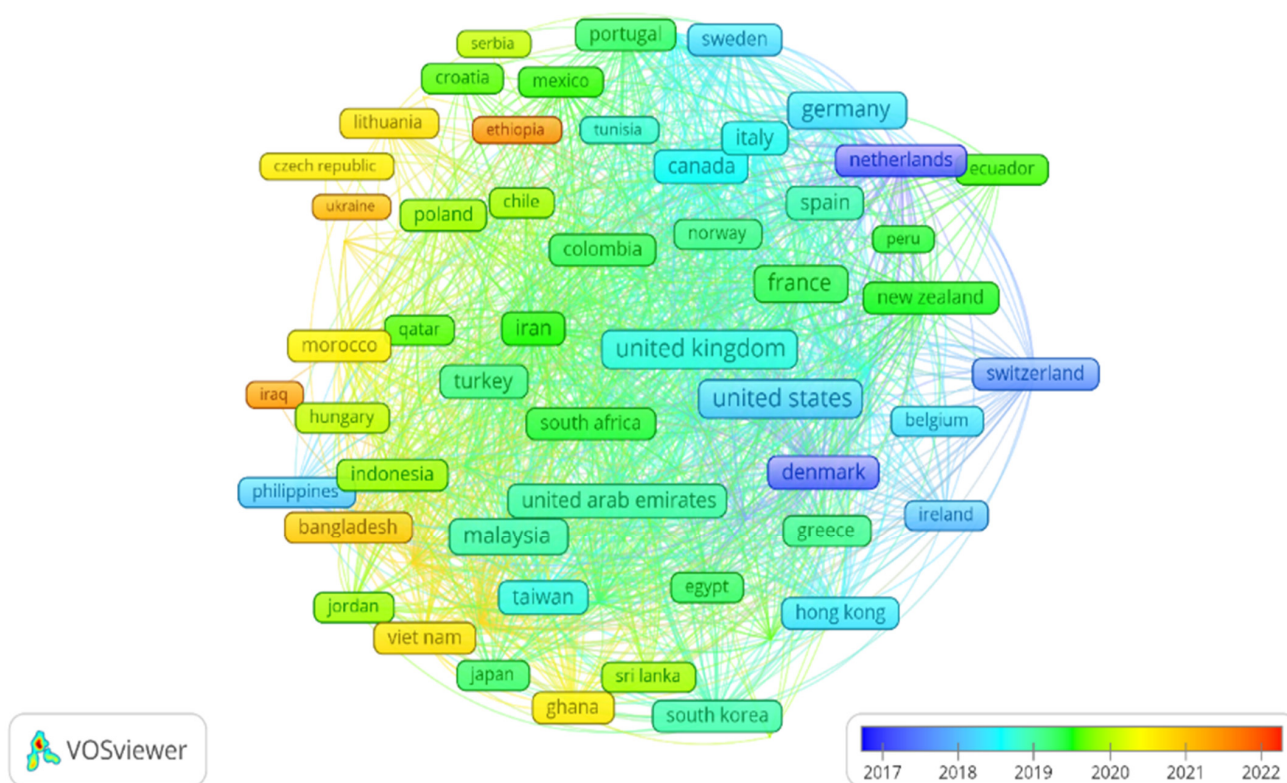 portugal
sweden
serbia
croatia
mexico
germany
lithuania
ethiopia
tunisia
italy
czech republic
canada
netherlands
ecuador
ukraine
poland
chile
spain
colombia
norway
peru
france
new zealand
morocco
qatar
iran
united kingdom
switzerland
turkey
iraq
united states
hungary
south africa
belgium
indonesia
denmark
philippines
united arab emirates
ireland
bangladesh
malaysia
greece
egypt
jordan
taiwan
hong kong
viet nam
japan
sri lanka
ghana
south korea
VOSviewer
2017 2018 2019 2020 2021 2022